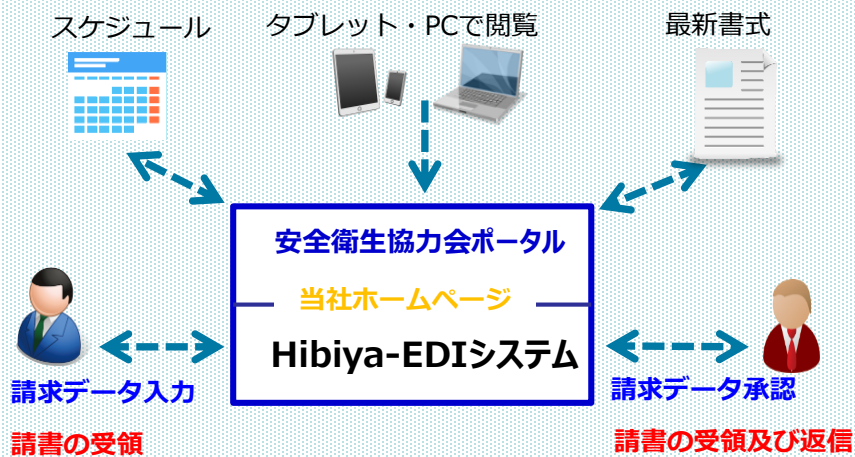 スケジュール
タブレット・PCで閲覧
最新書式
安全衛生協力会ポータル
当社ホームページ
Hibiya-EDIシステム
請求データ入力
請求データ承認
請書の受領
請書の受領及び返信